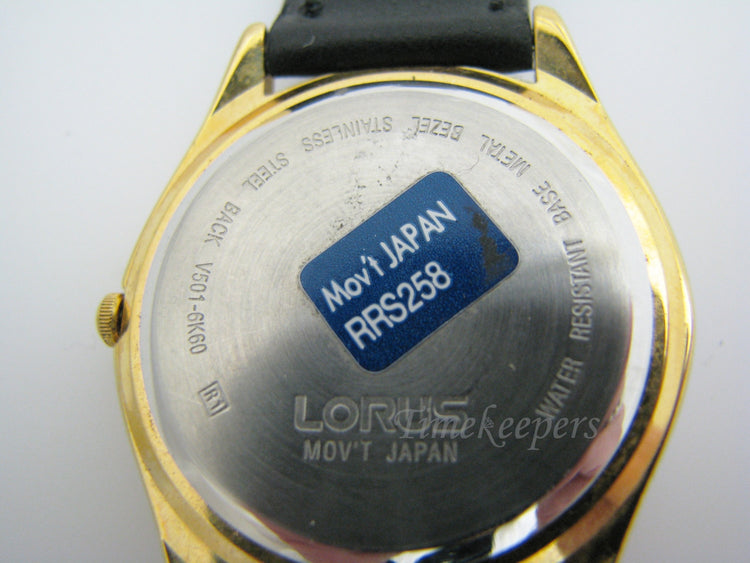 WATER RESISTANT BASE METAL BEZEL STAINLESS STEEL BACK V501-6K60 R1
Mov't JAPAN
RRS258
LORUS
MOV'T JAPAN
Timekeepers